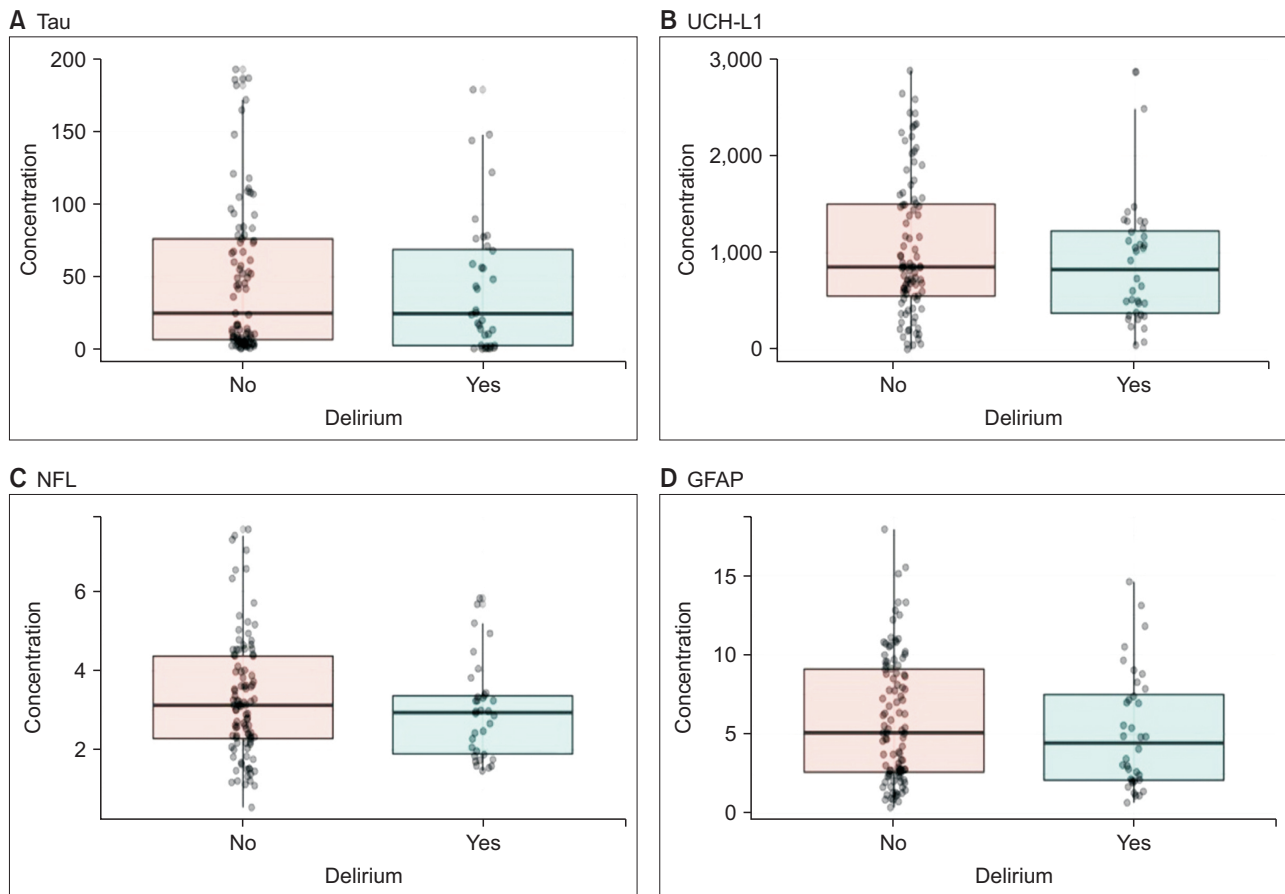 A Tau
200
150
100
50
0
Concentration
No
Yes
Delirium
B UCH-L1
3,000
2,000
1,000
0
Concentration
No
Yes
Delirium
C NFL
6
4
2
Concentration
No
Yes
Delirium
D GFAP
15
10
5
0
Concentration
No
Yes
Delirium